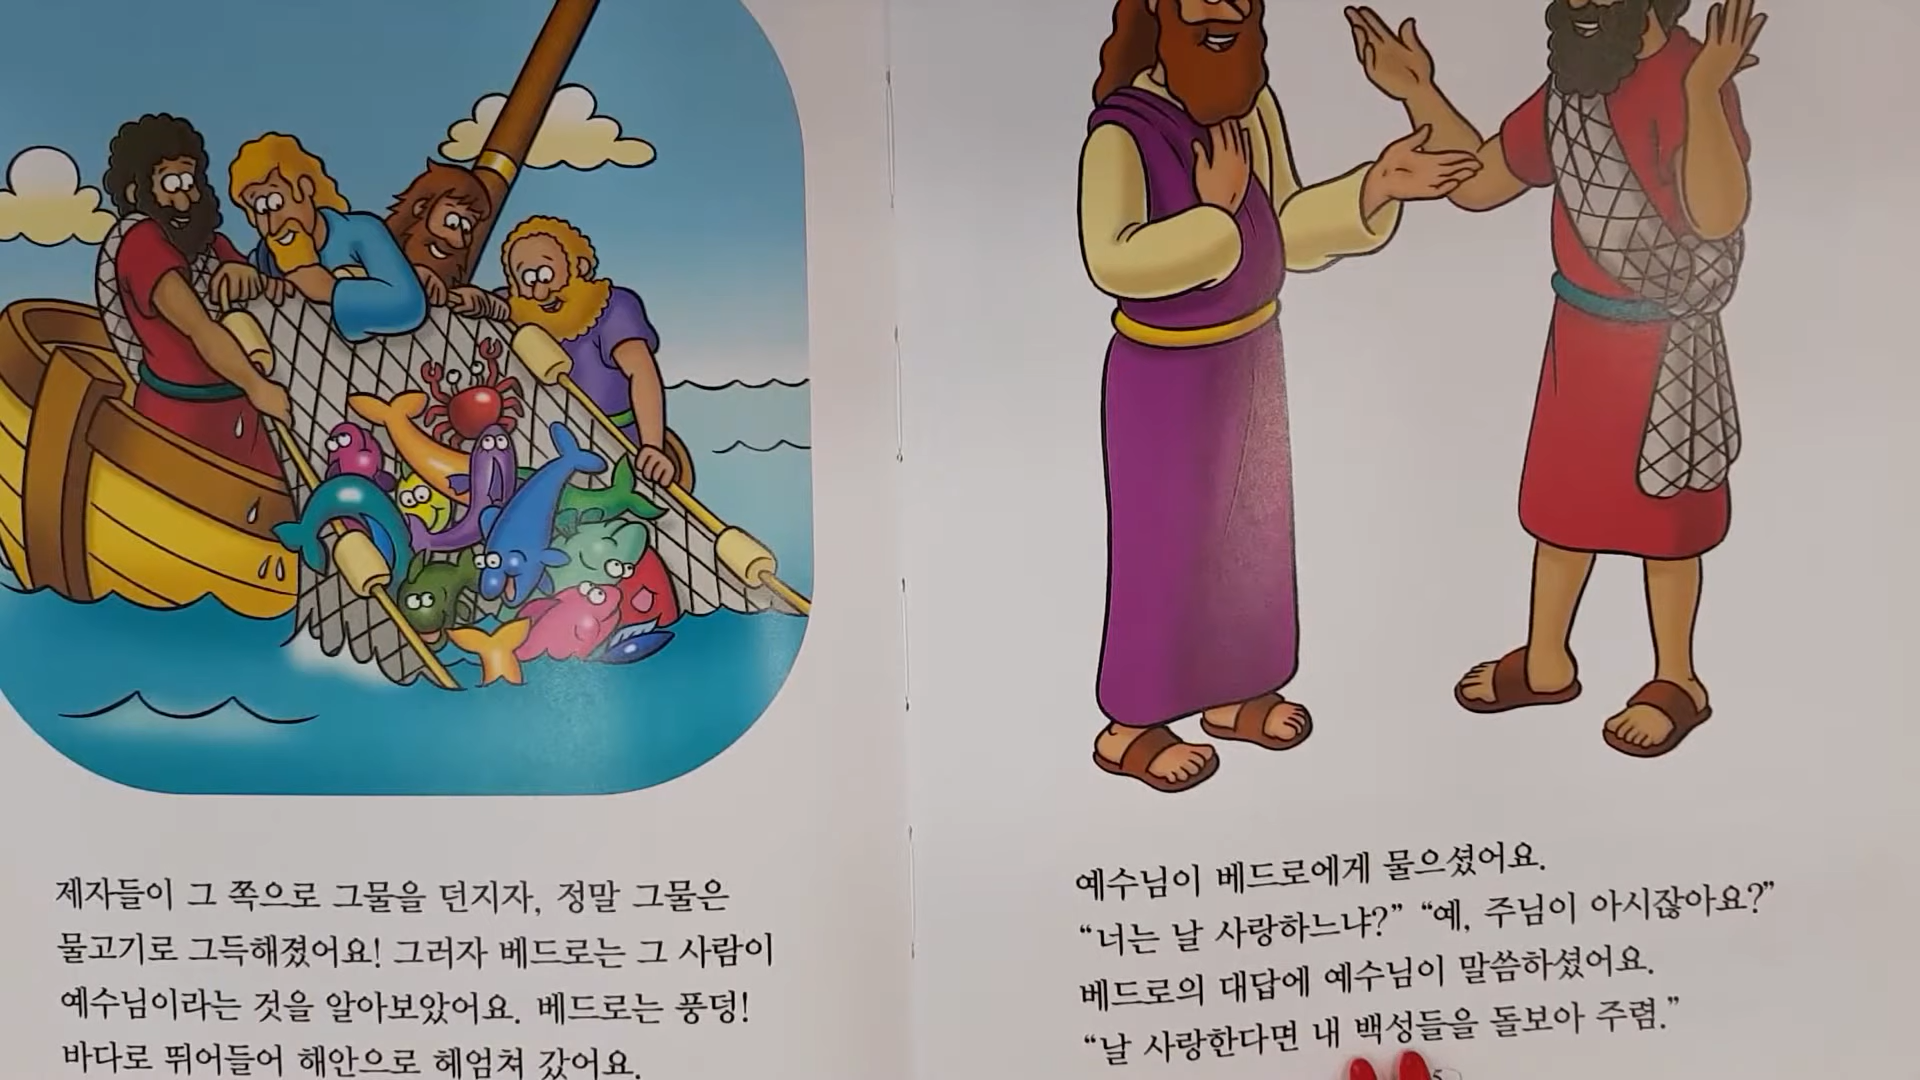 제자들이 그 쪽으로 그물을 던지자, 정말 그물은
물고기로 그득해졌어요! 그러자 베드로는 그 사람이
예수님이라는 것을 알아보았어요. 베드로는 풍덩!
바다로 뛰어들어 해안으로 헤엄쳐 갔어요.
예수님이 베드로에게 물으셨어요.
“너는 날 사랑하느냐?” “예, 주님이 아시잖아요?”
베드로의 대답에 예수님이 말씀하셨어요.
“날 사랑한다면 내 백성들을 돌보아 주렴.”